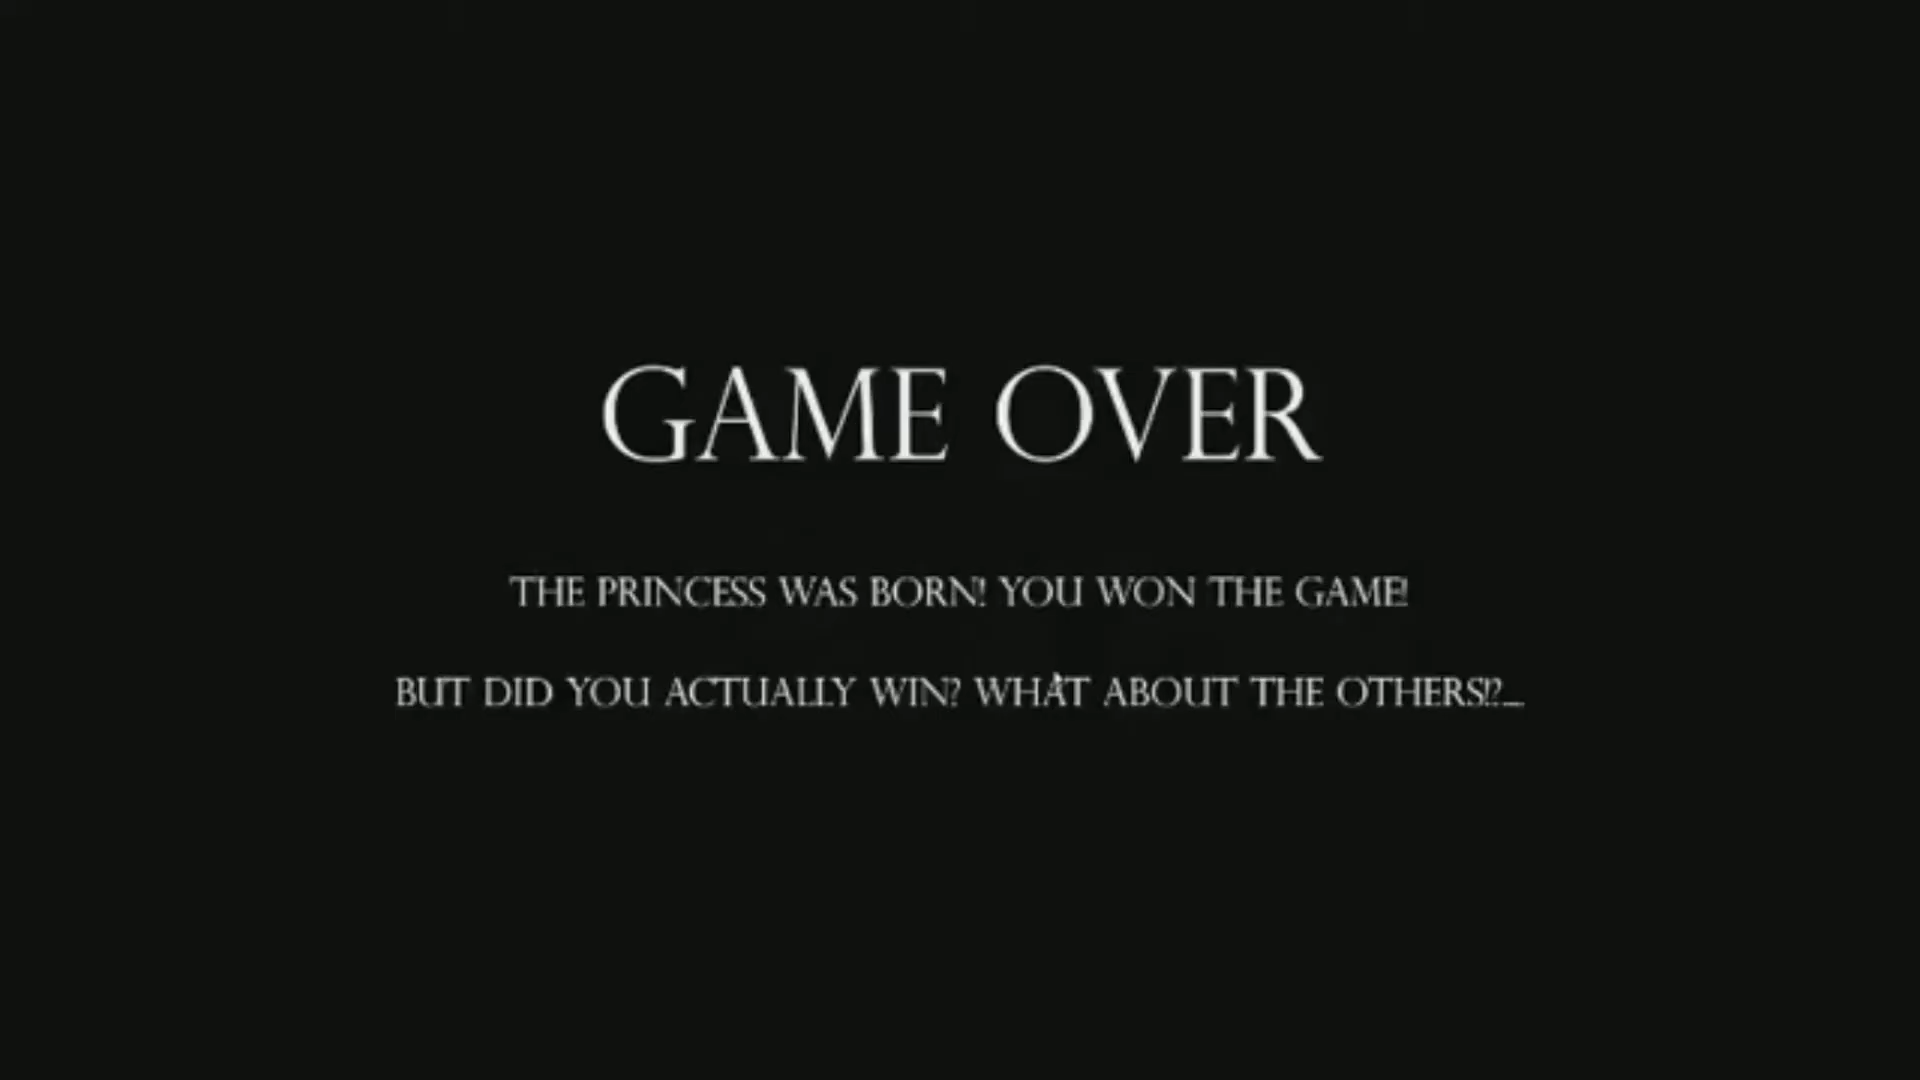 GAME OVER
THE PRINCESS WAS BORN! YOU WON THE GAME!
BUT DID YOU ACTUALLY WIN? WHAT ABOUT THE OTHERS!?...